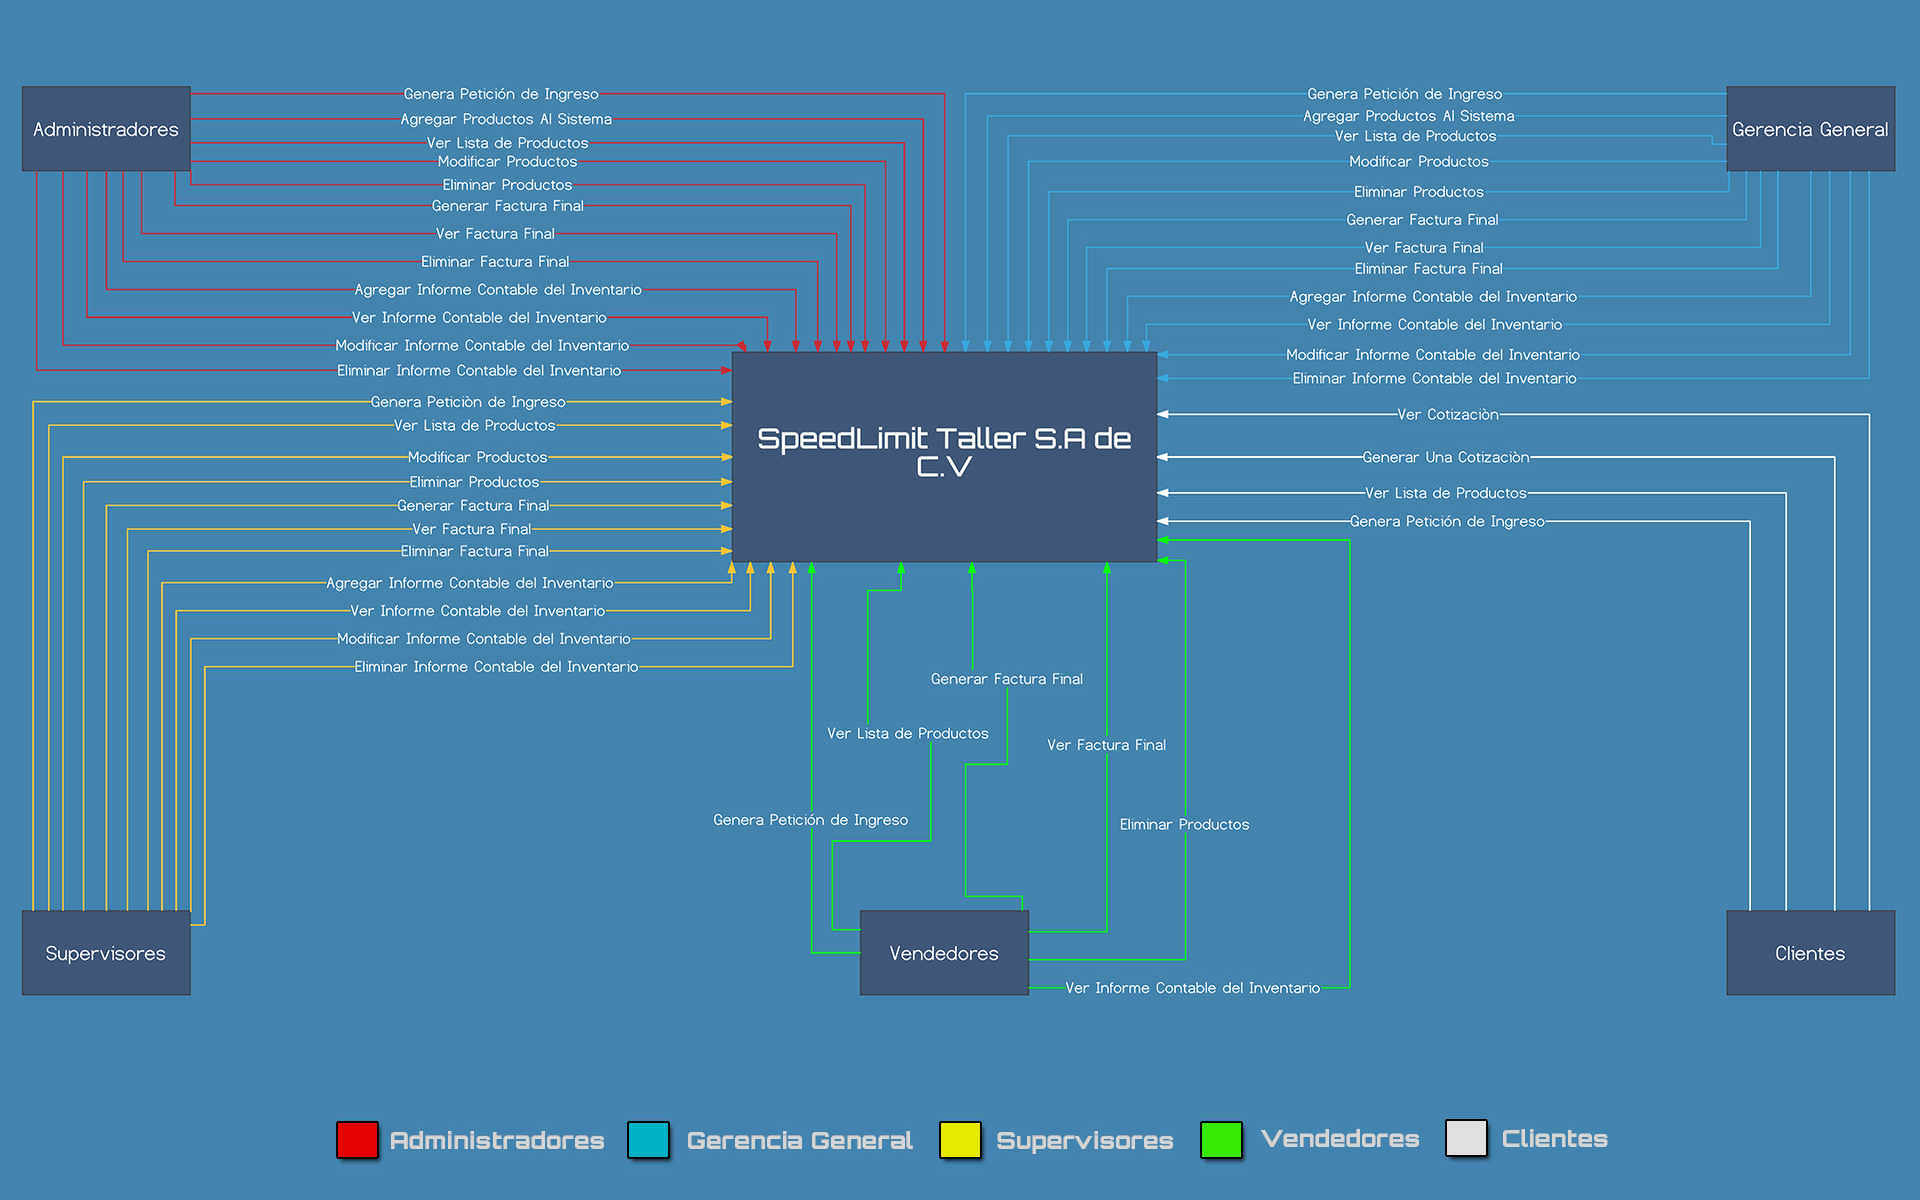 Administradores
Genera Petición de Ingreso
Agregar Productos Al Sistema
Ver Lista de Productos
Modificar Productos
Eliminar Productos
Generar Factura Final
Ver Factura Final
Eliminar Factura Final
Agregar Informe Contable del Inventario
Ver Informe Contable del Inventario
Modificar Informe Contable del Inventario
Eliminar Informe Contable del Inventario
Gerencia General
Genera Petición de Ingreso
Agregar Productos Al Sistema
Ver Lista de Productos
Modificar Productos
Eliminar Productos
Generar Factura Final
Ver Factura Final
Eliminar Factura Final
Agregar Informe Contable del Inventario
Ver Informe Contable del Inventario
Modificar Informe Contable del Inventario
Eliminar Informe Contable del Inventario
SpeedLimit Taller S.A de
C.V
Genera Peticiòn de Ingreso
Ver Lista de Productos
Modificar Productos
Eliminar Productos
Generar Factura Final
Ver Factura Final
Eliminar Factura Final
Agregar Informe Contable del Inventario
Ver Informe Contable del Inventario
Modificar Informe Contable del Inventario
Eliminar Informe Contable del Inventario
Supervisores
Ver Cotizaciòn
Generar Una Cotizaciòn
Ver Lista de Productos
Genera Petición de Ingreso
Clientes
Generar Factura Final
Ver Lista de Productos
Ver Factura Final
Genera Petición de Ingreso
Eliminar Productos
Vendedores
Ver Informe Contable del Inventario
Administradores
Gerencia General
Supervisores
Vendedores
Clientes